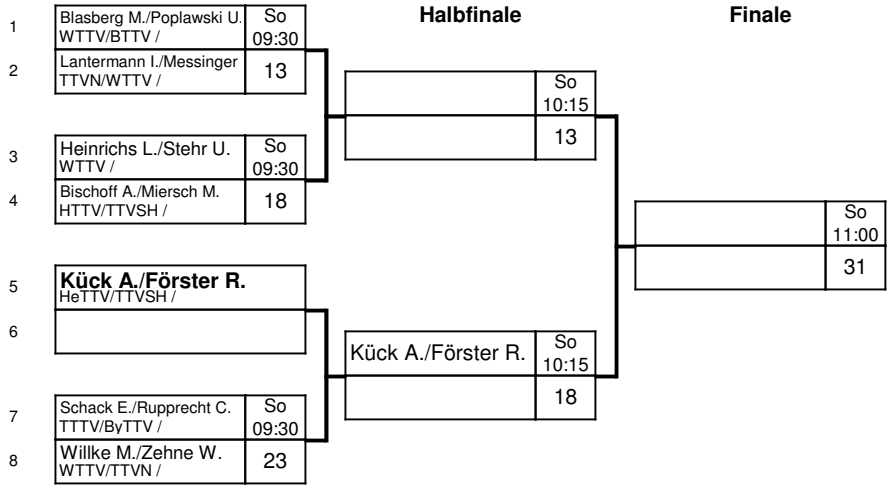 Halbfinale
Finale
1
Blasberg M./Poplawski U.
WTTV/BTTV /
So
09:30
2
Lantermann I./Messinger
TTVN/WTTV /
13
So
10:15
13
3
Heinrichs L./Stehr U.
WTTV /
So
09:30
4
Bischoff A./Miersch M.
HTTV/TTVSH /
18
So
11:00
31
5
Kück A./Förster R.
HeTTV/TTVSH /
6
Kück A./Förster R.
So
10:15
18
7
Schack E./Rupprecht C.
TTTV/ByTTV /
So
09:30
8
Willke M./Zehne W.
WTTV/TTVN /
23